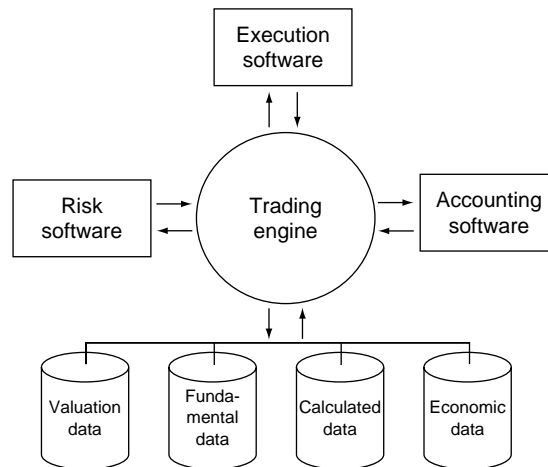 Execution
software
Risk
software
Trading
engine
Accounting
software
Valuation
data
Funda-
mental
data
Calculated
data
Economic
data